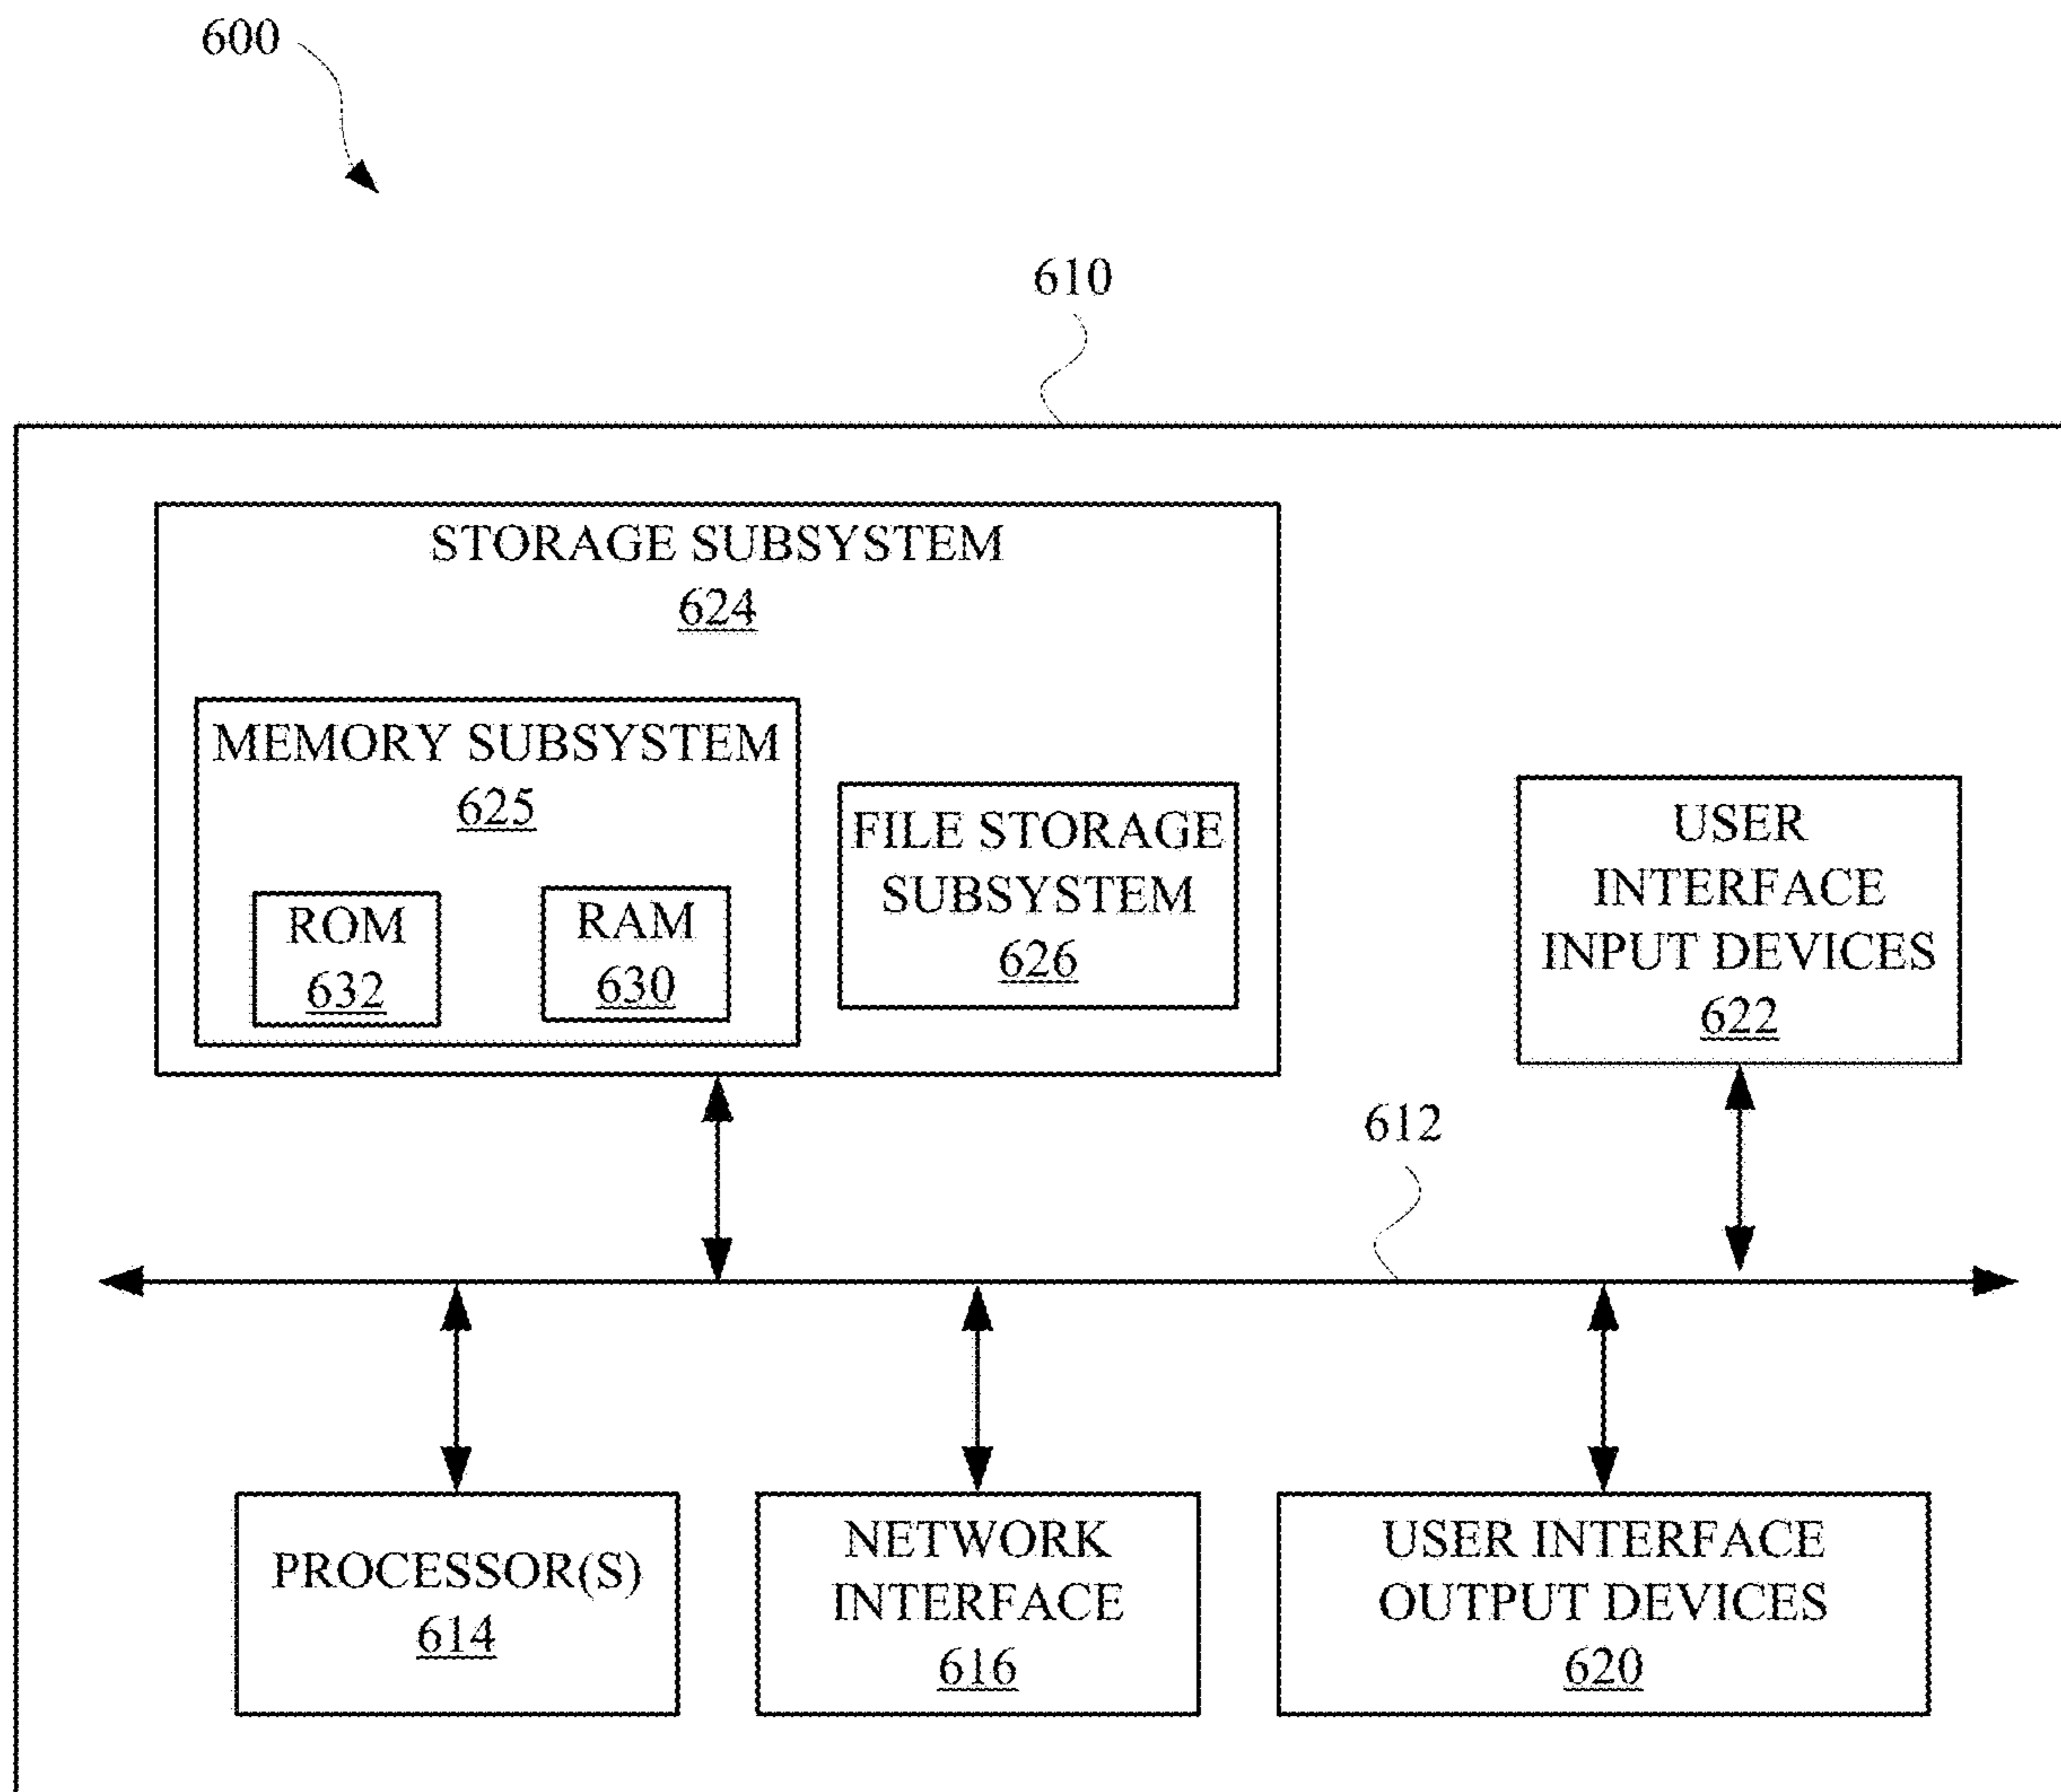 600
610
STORAGE SUBSYSTEM
624
MEMORY SUBSYSTEM
625
ROM
632
RAM
630
FILE STORAGE
SUBSYSTEM
626
USER
INTERFACE
INPUT DEVICES
622
612
PROCESSOR(S)
614
NETWORK
INTERFACE
616
USER INTERFACE
OUTPUT DEVICES
620